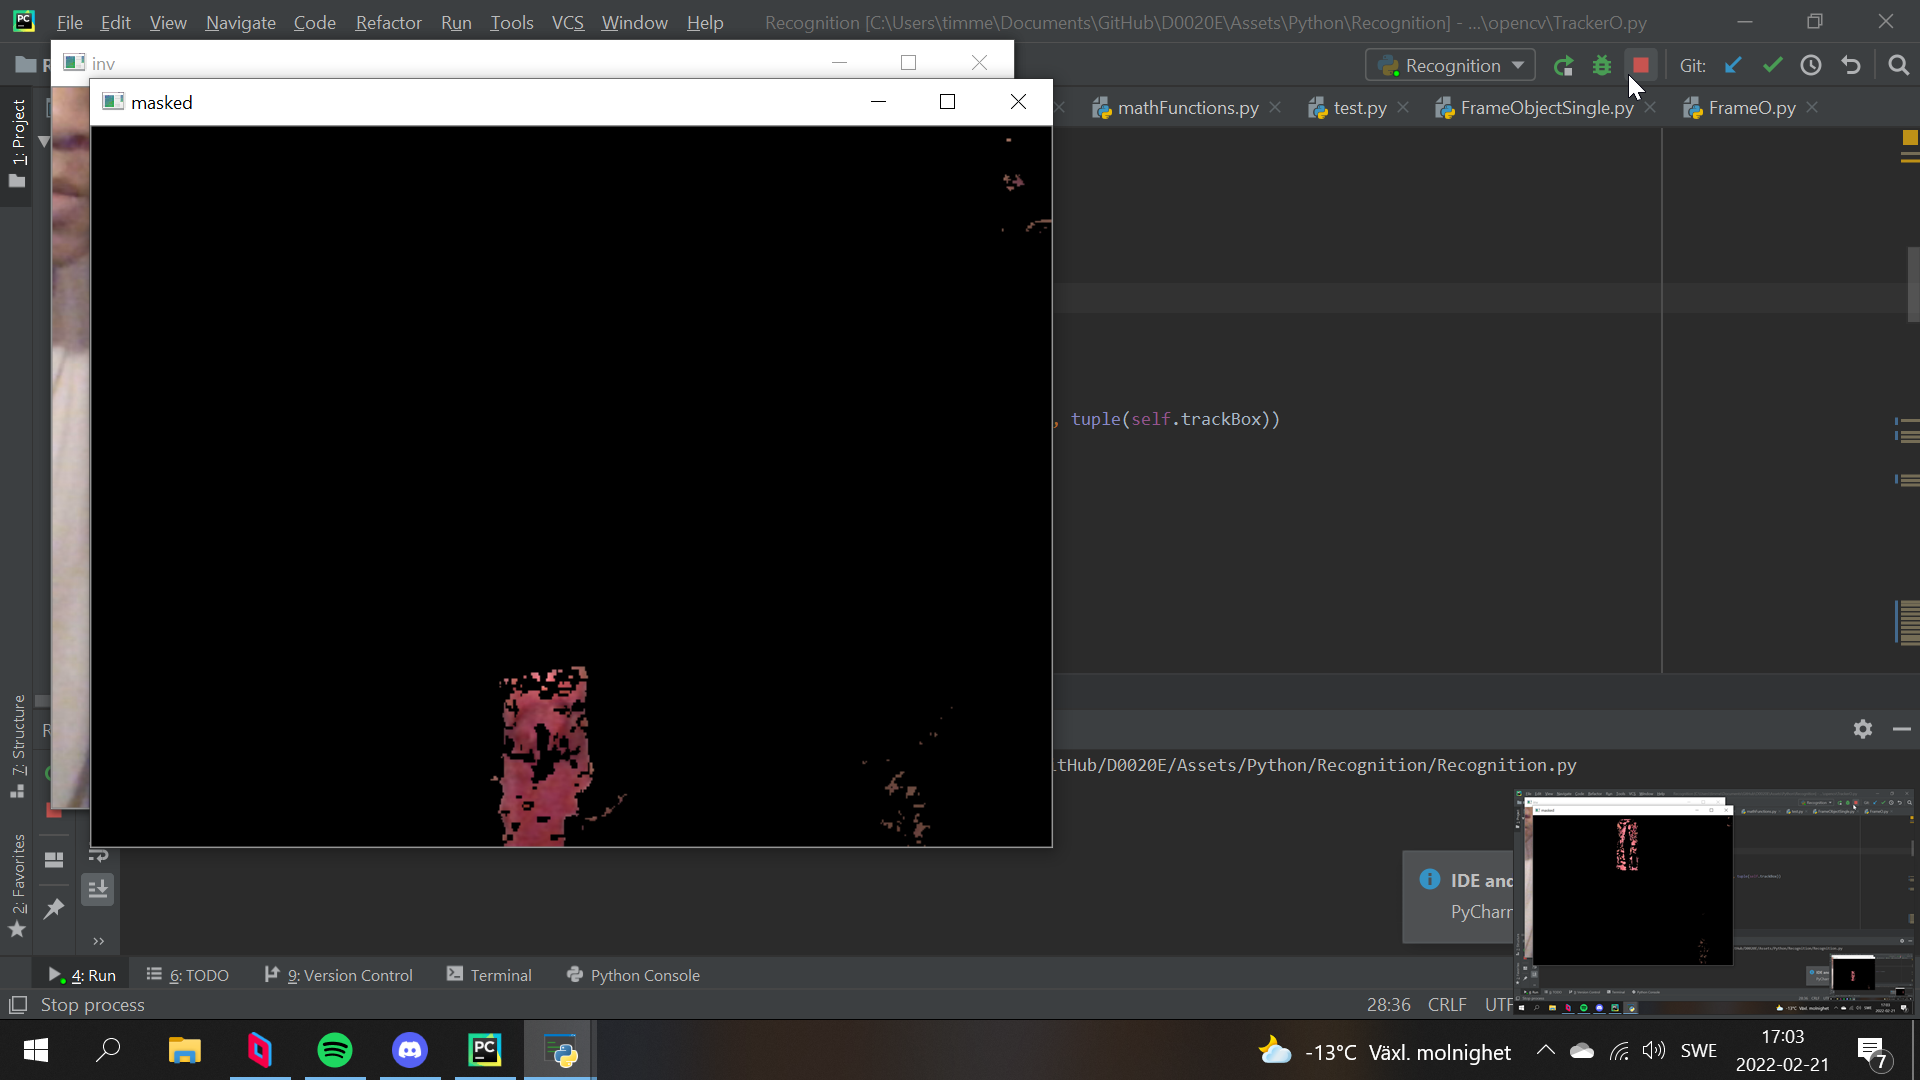 File Edit View Navigate Code Refactor Run Tools VCS Window Help Recognition [C:\Users\timme\Documents\GitHub\D0020E\Assets\Python\Recognition] - ...\opencv\TrackerO.py
inv
Recognition
Git:
masked
mathFunctions.py
test.py
FrameObjectSingle.py
FrameO.py
1: Project
, tuple(self.trackBox))
7: Structure
2: Favorites
tHub/D0020E/Assets/Python/Recognition/Recognition.py
IDE and
PyCharm
4: Run
6: TODO
9: Version Control
Terminal
Python Console
Stop process
28:36 CRLF UTF
-13°C Växl. molnighet
SWE
17:03
2022-02-21
7